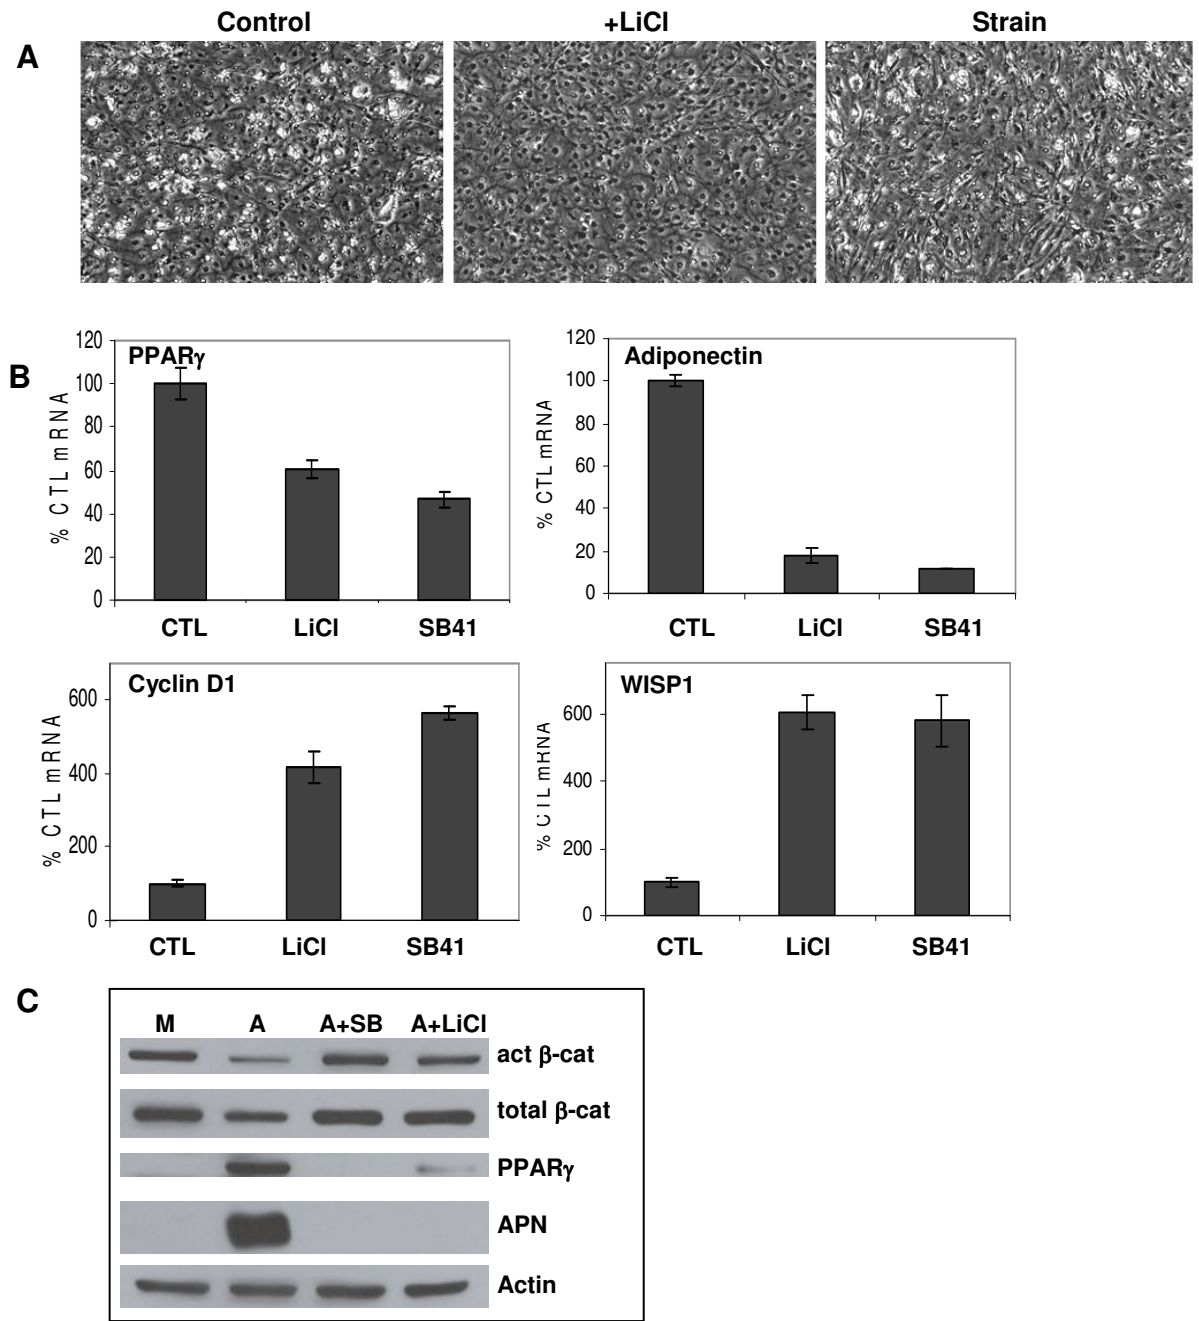 Control +LiCl Strain
A
B
PPARγ
120
100
80
60
40
20
0
% CTL mRNA
CTL LiCl SB41
Adiponectin
120
100
80
60
40
20
0
% CTL mRNA
CTL LiCl SB41
Cyclin D1
600
400
200
0
% CTL mRNA
CTL LiCl SB41
WISP1
600
400
200
0
% CTL mRNA
CTL LiCl SB41
C
M A A+SB A+LiCl
act β-cat
total β-cat
PPARγ
APN
Actin